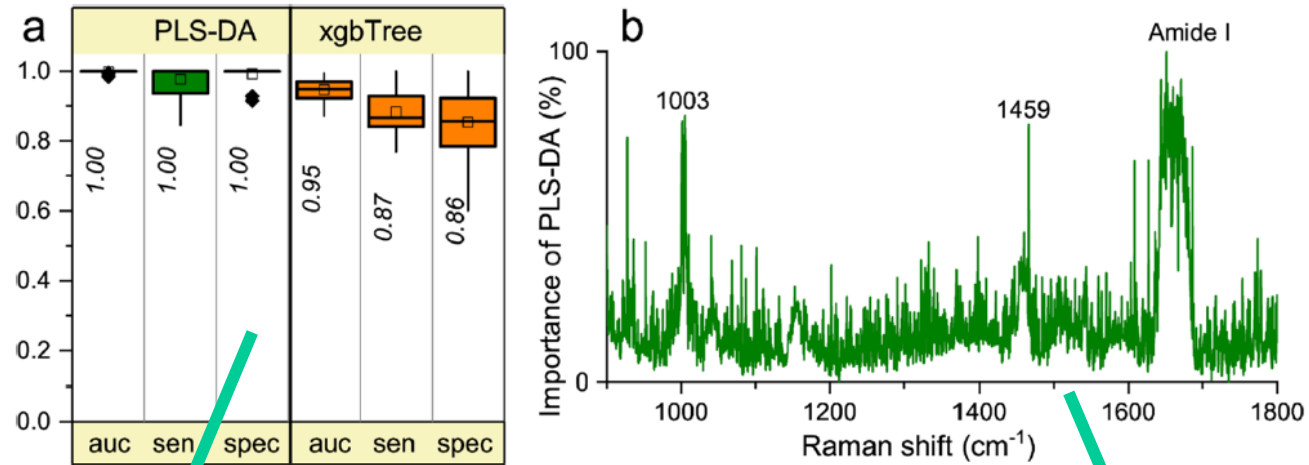 a
PLS-DA xgbTree
1.0
0.8
0.6
0.4
0.2
0.0
1.00
1.00
1.00
0.95
0.87
0.86
auc sen spec auc sen spec
b
Importance of PLS-DA (%)
100
0
1003
1459
Amide I
1000 1200 1400 1600 1800
Raman shift (cm⁻¹)